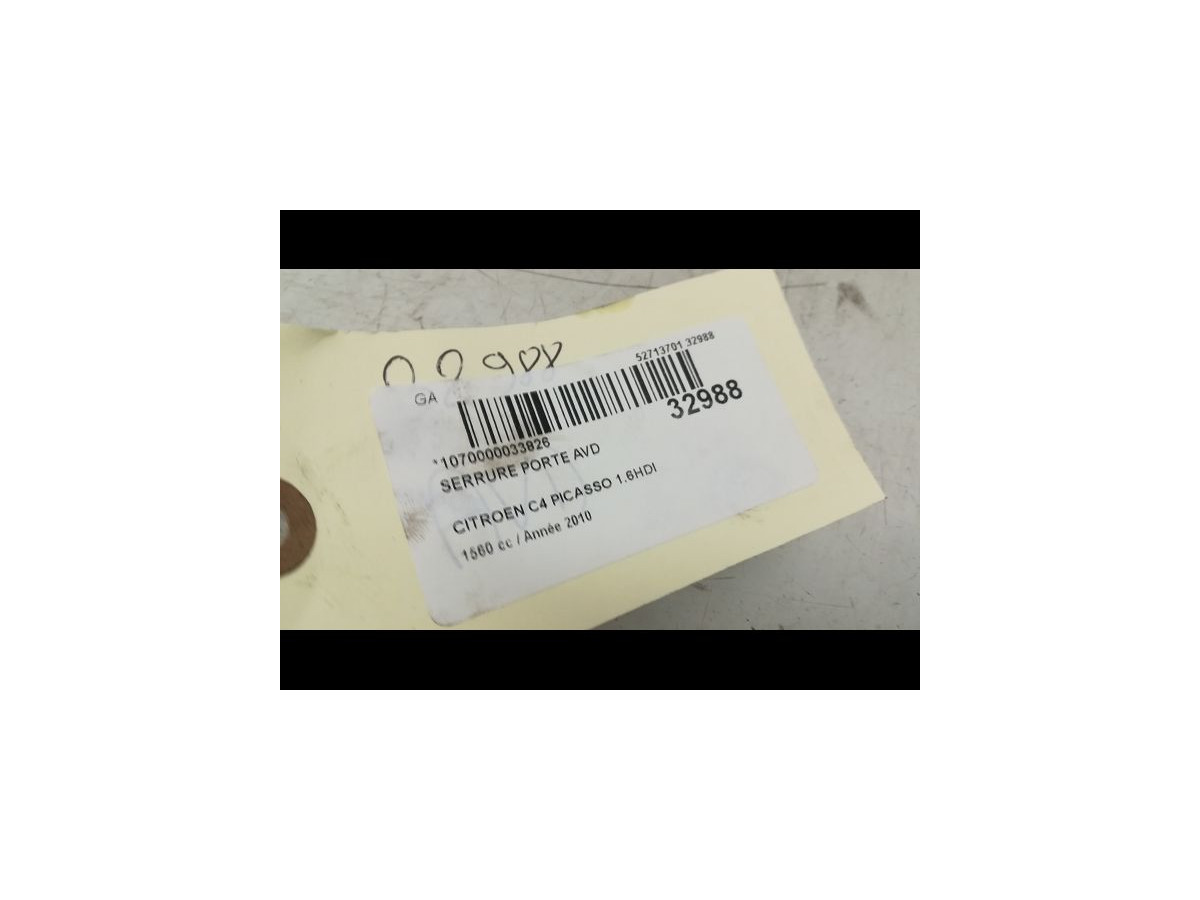 GA
52713701 32988
32988
*1070000033826
SERRURE PORTE AVD
CITROEN C4 PICASSO 1.6HDI
1560 cc / Année 2010